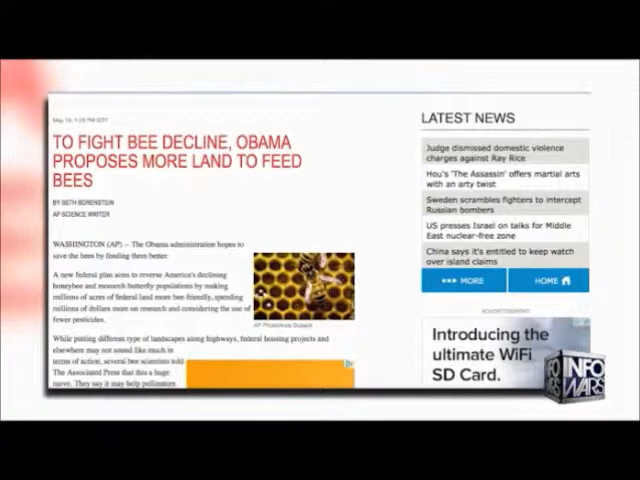 May 19, 1:28 PM EDT
TO FIGHT BEE DECLINE, OBAMA
PROPOSES MORE LAND TO FEED
BEES
BY SETH BORENSTEIN
AP SCIENCE WRITER
WASHINGTON (AP) -- The Obama administration hopes to
save the bees by feeding them better.
A new federal plan aims to reverse America's declining
honeybee and monarch butterfly populations by making
millions of acres of federal land more bee-friendly, spending
millions of dollars more on research and considering the use of
fewer pesticides.
AP Photo/Andy Duback
While putting different type of landscapes along highways, federal housing projects and
elsewhere may not sound like much in
terms of action, several bee scientists told
The Associated Press that this a huge
move. They say it may help pollinators
LATEST NEWS
Judge dismissed domestic violence
charges against Ray Rice
Hou's 'The Assassin' offers martial arts
with an arty twist
Sweden scrambles fighters to intercept
Russian bombers
US presses Israel on talks for Middle
East nuclear-free zone
China says it's entitled to keep watch
over island claims
MORE
HOME
ADVERTISEMENT
Introducing the
ultimate WiFi
SD Card.
INFO
WARS